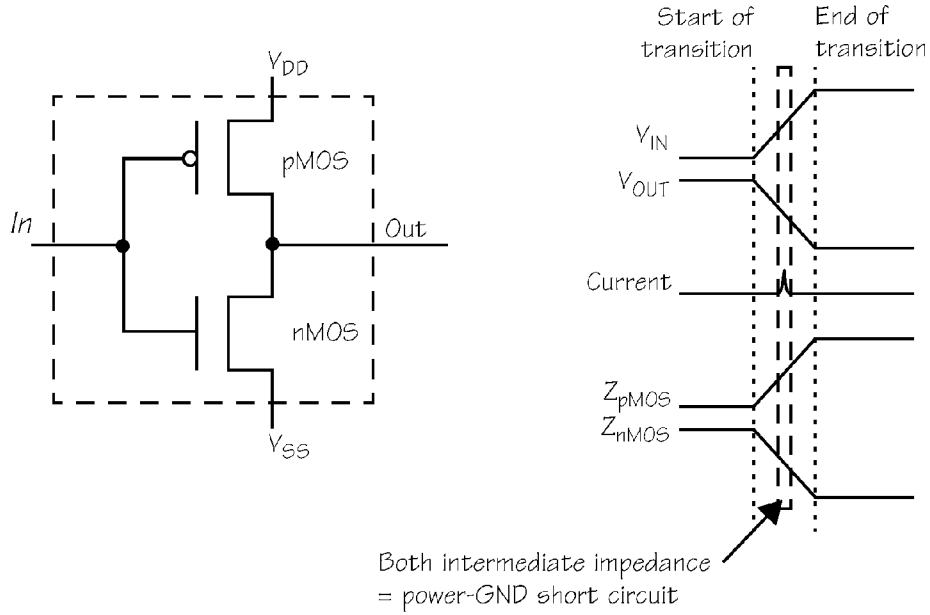 V_DD
pMOS
In
Out
nMOS
V_SS
Start of
transition
End of
transition
V_IN
V_OUT
Current
Z_pMOS
Z_nMOS
Both intermediate impedance
= power-GND short circuit